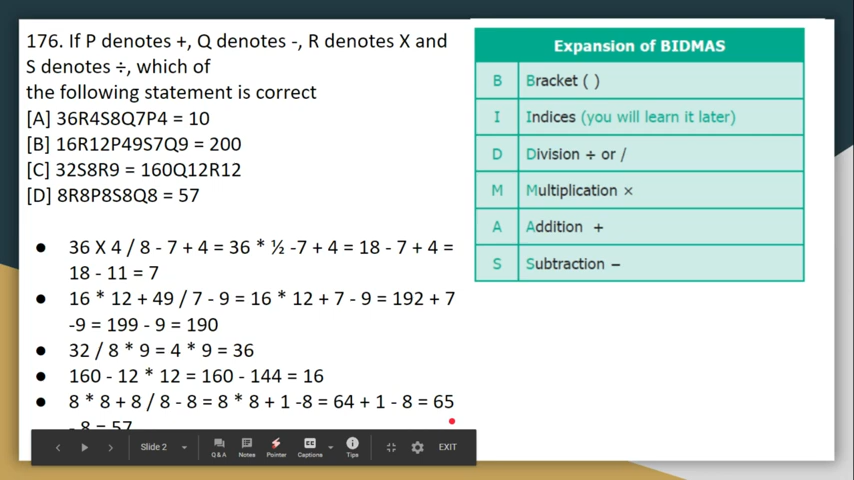 176. If P denotes +, Q denotes -, R denotes X and
S denotes ÷, which of
the following statement is correct
[A] 36R4S8Q7P4 = 10
[B] 16R12P49S7Q9 = 200
[C] 32S8R9 = 160Q12R12
[D] 8R8P8S8Q8 = 57
● 36 X 4 / 8 - 7 + 4 = 36 * ½ -7 + 4 = 18 - 7 + 4 =
18 - 11 = 7
● 16 * 12 + 49 / 7 - 9 = 16 * 12 + 7 - 9 = 192 + 7
-9 = 199 - 9 = 190
● 32 / 8 * 9 = 4 * 9 = 36
● 160 - 12 * 12 = 160 - 144 = 16
● 8 * 8 + 8 / 8 - 8 = 8 * 8 + 1 -8 = 64 + 1 - 8 = 65
- 8 = 57
Expansion of BIDMAS
B Bracket ( )
I Indices (you will learn it later)
D Division ÷ or /
M Multiplication ×
A Addition +
S Subtraction −
Slide 2
Q & A
Notes
Pointer
Captions
Tips
EXIT